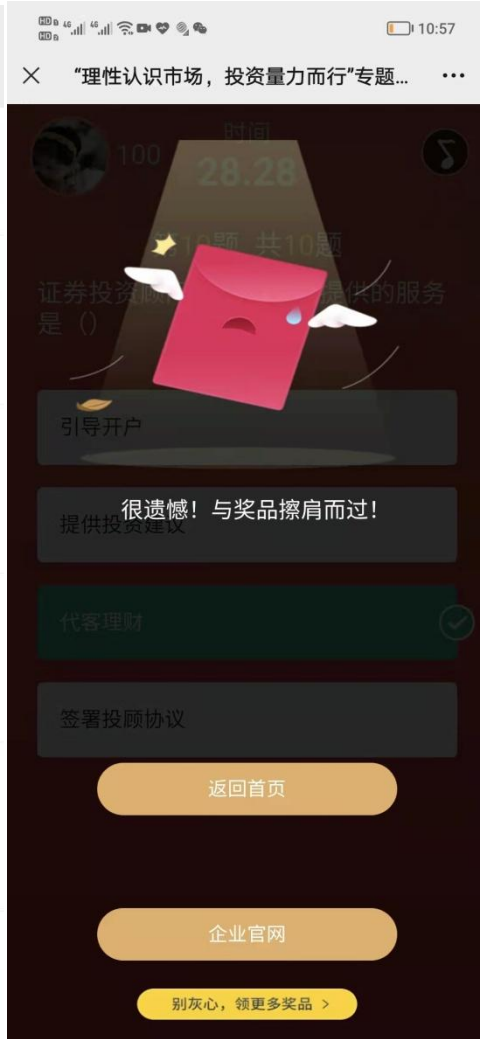 10:57
“理性认识市场，投资量力而行”专题...
100
时间
28.28
第10题 共10题
证券投资顾 提供的服务
是（）
引导开户
很遗憾！与奖品擦肩而过！
提供投资建议
代客理财
签署投顾协议
返回首页
企业官网
别灰心，领更多奖品 >